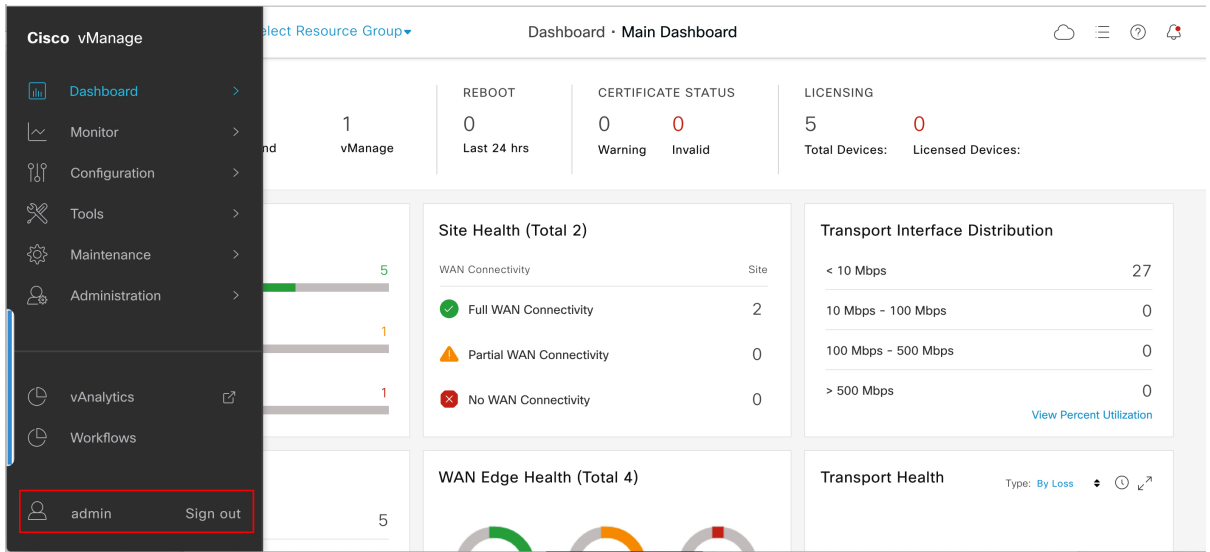 Cisco vManage
Dashboard
Monitor
Configuration
Tools
Maintenance
Administration
vAnalytics
Workflows
admin Sign out
elect Resource Group
Dashboard · Main Dashboard
1
nd vManage
REBOOT
0
Last 24 hrs
CERTIFICATE STATUS
0 0
Warning Invalid
LICENSING
5 0
Total Devices: Licensed Devices:
5
1
1
Site Health (Total 2)
WAN Connectivity Site
Full WAN Connectivity 2
Partial WAN Connectivity 0
No WAN Connectivity 0
Transport Interface Distribution
< 10 Mbps 27
10 Mbps - 100 Mbps 0
100 Mbps - 500 Mbps 0
> 500 Mbps 0
View Percent Utilization
5
WAN Edge Health (Total 4)
Transport Health Type: By Loss